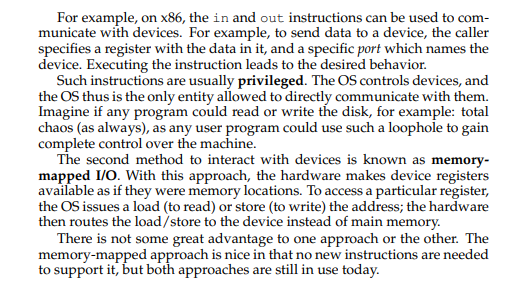 For example, on x86, the in and out instructions can be used to com-
municate with devices. For example, to send data to a device, the caller
specifies a register with the data in it, and a specific port which names the
device. Executing the instruction leads to the desired behavior.
Such instructions are usually privileged. The OS controls devices, and
the OS thus is the only entity allowed to directly communicate with them.
Imagine if any program could read or write the disk, for example: total
chaos (as always), as any user program could use such a loophole to gain
complete control over the machine.
The second method to interact with devices is known as memory-
mapped I/O. With this approach, the hardware makes device registers
available as if they were memory locations. To access a particular register,
the OS issues a load (to read) or store (to write) the address; the hardware
then routes the load/store to the device instead of main memory.
There is not some great advantage to one approach or the other. The
memory-mapped approach is nice in that no new instructions are needed
to support it, but both approaches are still in use today.